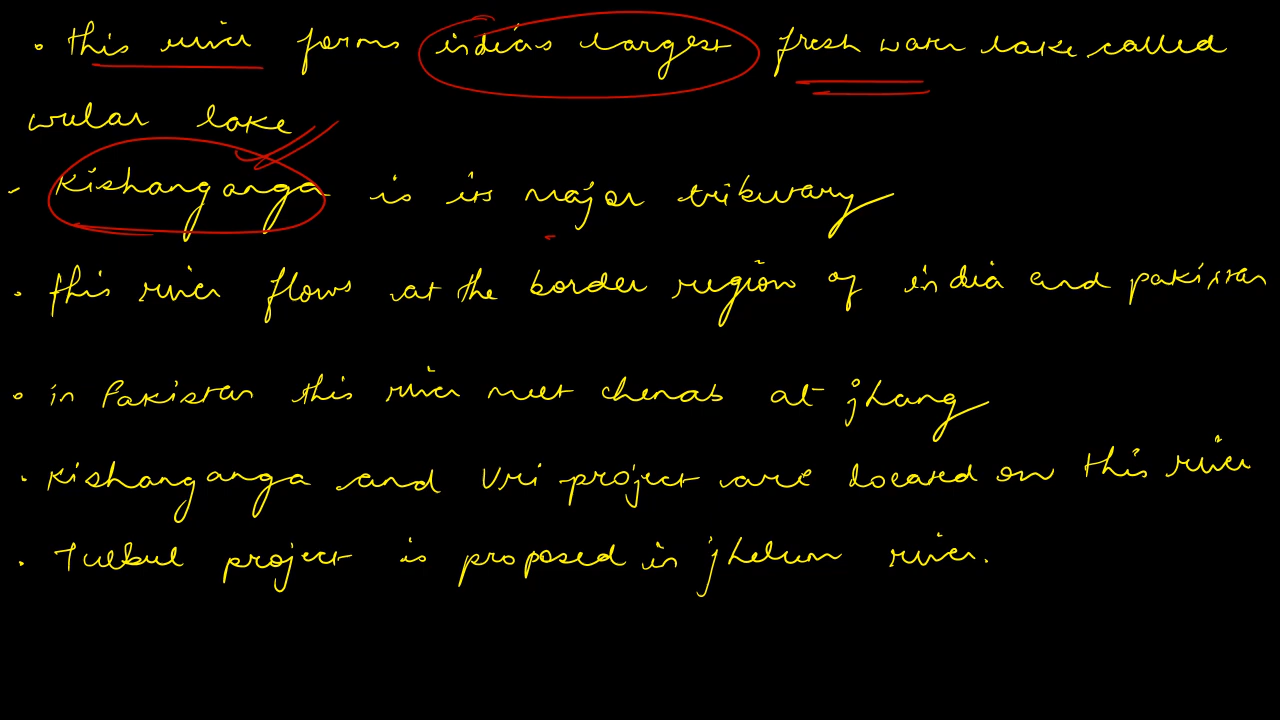 • this river forms india's largest fresh water lake called
wular lake
- Kishanganga is its major tributary
• this river flows at the border region of india and pakistan
• in Pakistan this river meet chenab at jhang
• Kishanganga and Uri project are located on this river
• Tulbul project is proposed in jhelum river.